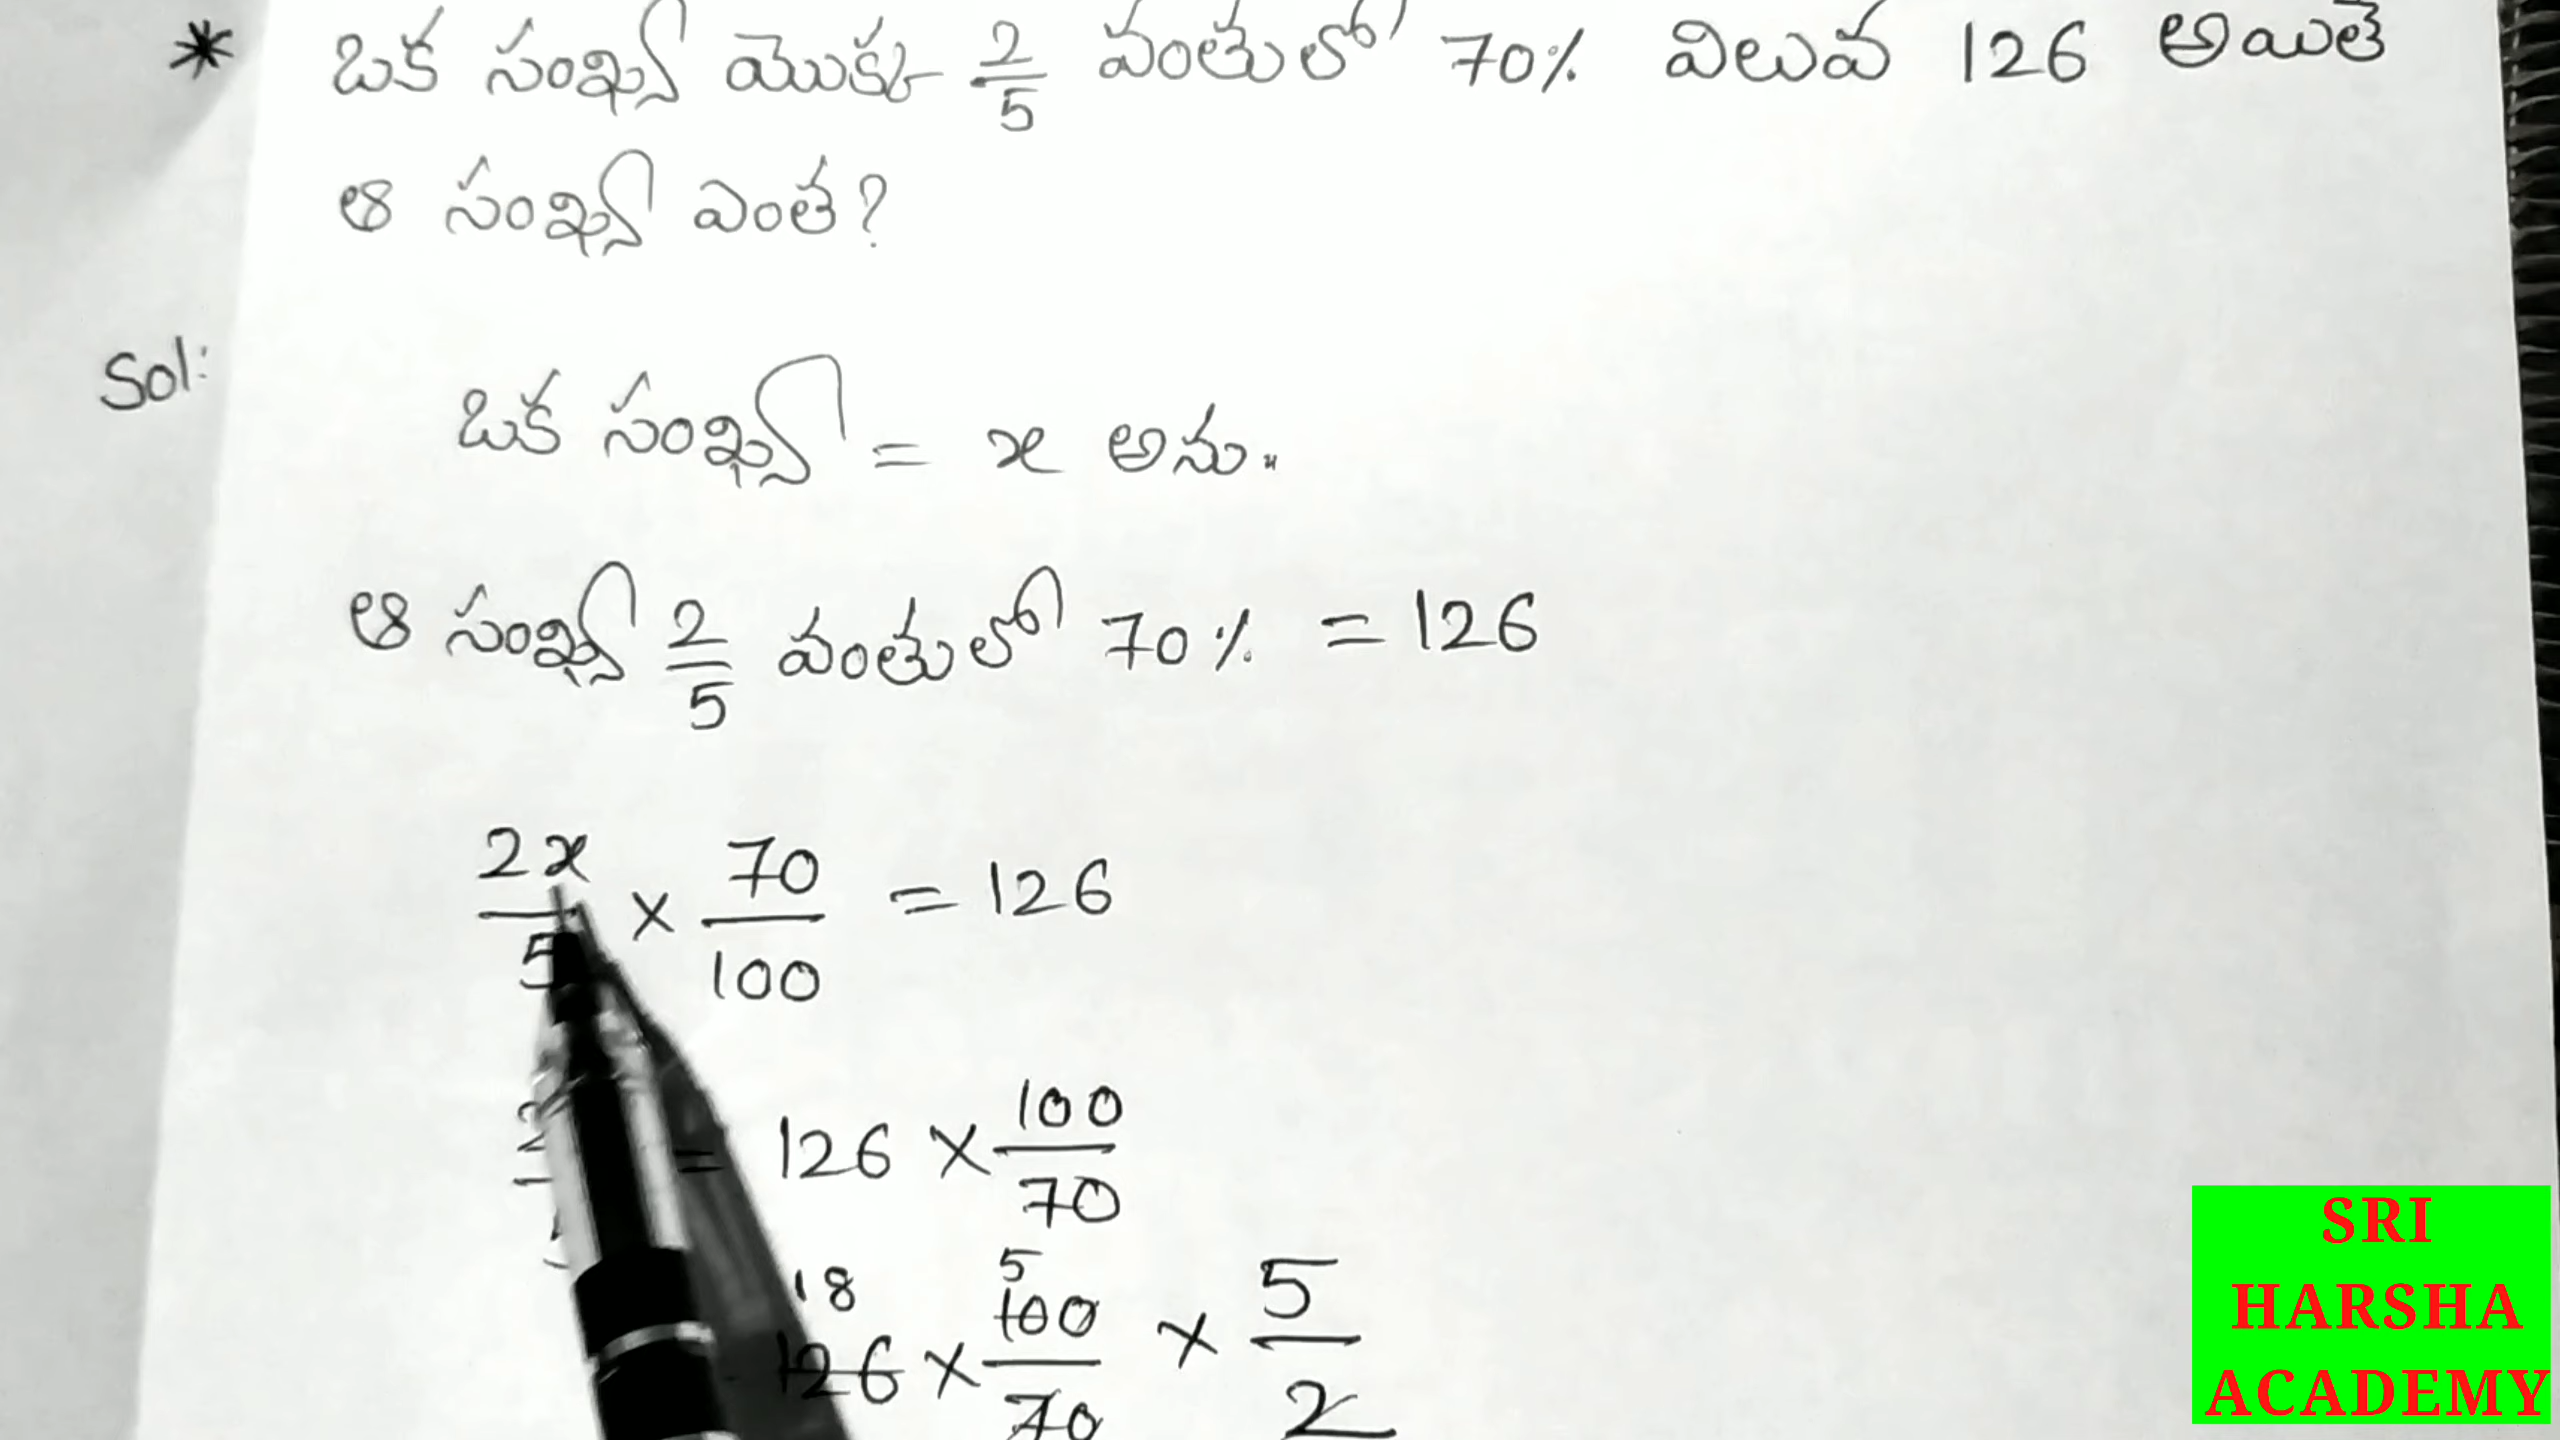 * ఒక సంఖ్య యొక్క 2/5 వంతులో 70% విలువ 126 అయితే
ఆ సంఖ్య ఎంత?
Sol:
ఒక సంఖ్య = x అను.
ఆ సంఖ్య 2/5 వంతులో 70% = 126
2x/5 × 70/100 = 126
= 126 × 100/70
18 5
126 × 100/70 × 5/2
SRI
HARSHA
ACADEMY